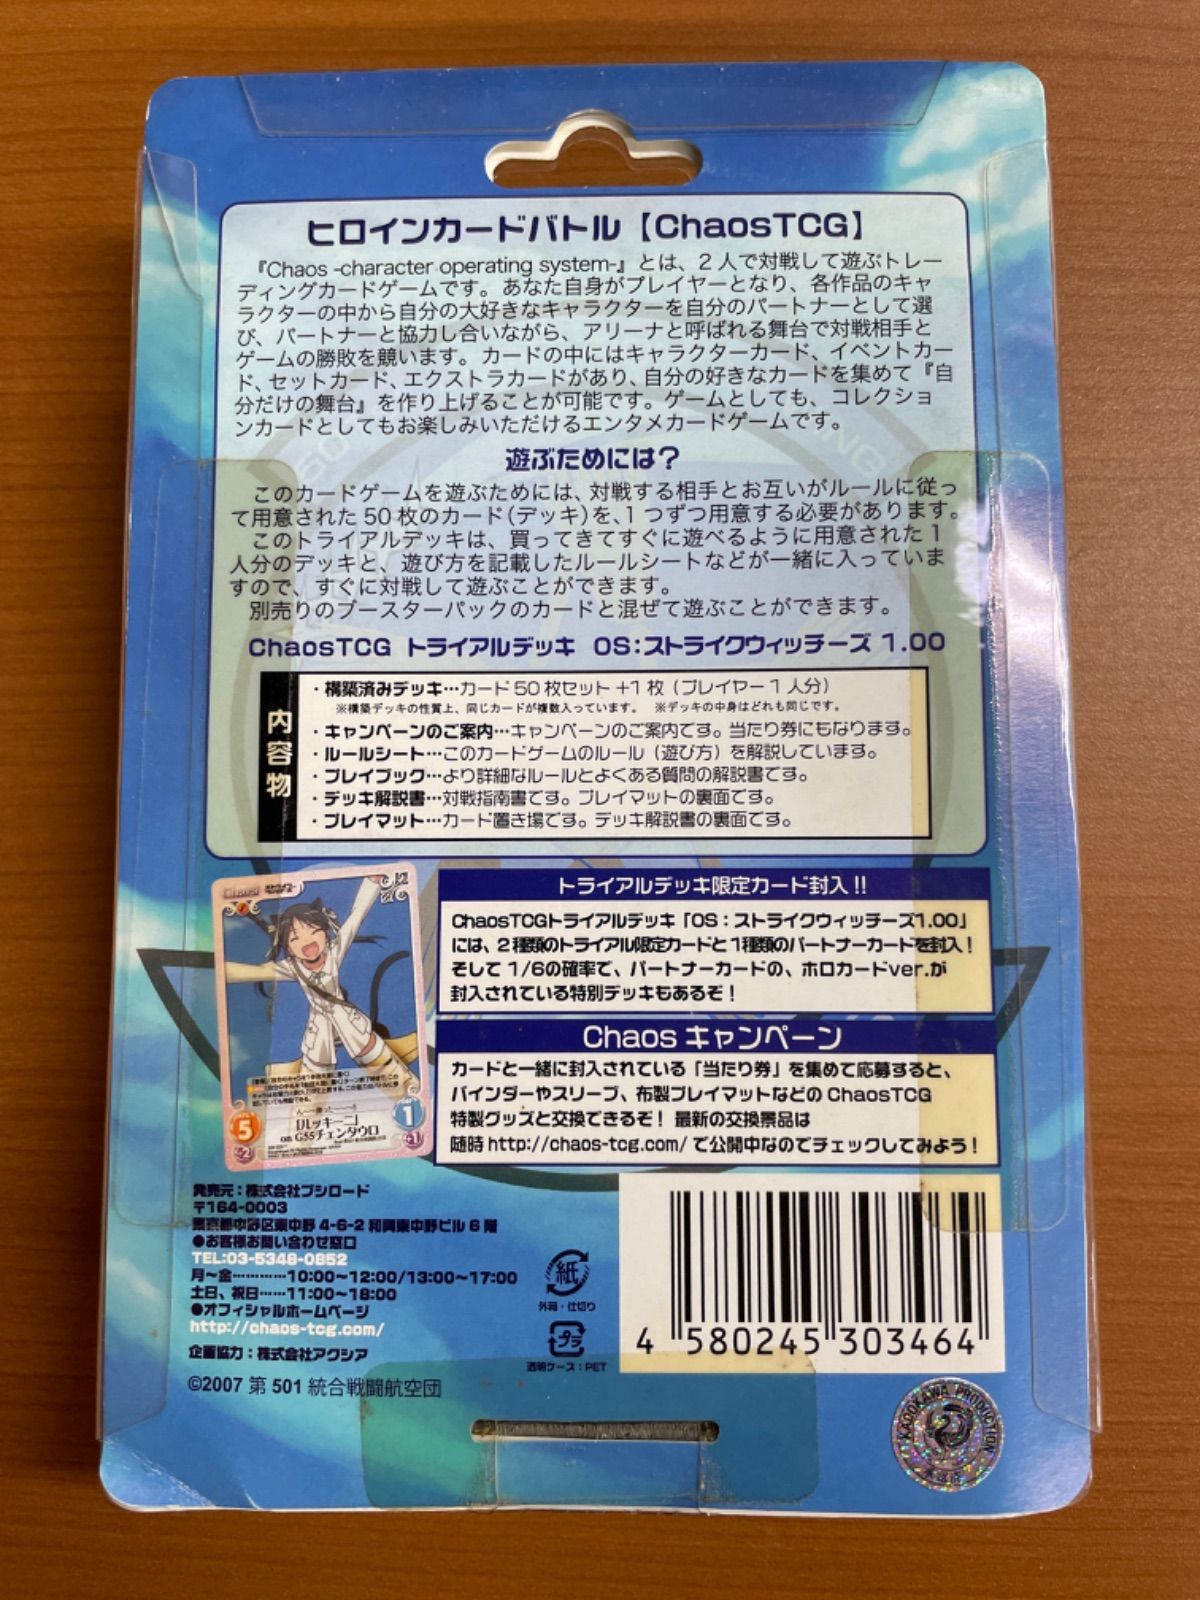 ヒロインカードバトル【ChaosTCG】
『Chaos -character operating system-』とは、2人で対戦して遊ぶトレー
ディングカードゲームです。あなた自身がプレイヤーとなり、各作品のキャ
ラクターの中から自分の大好きなキャラクターを自分のパートナーとして選
び、パートナーと協力し合いながら、アリーナと呼ばれる舞台で対戦相手と
ゲームの勝敗を競います。カードの中にはキャラクターカード、イベントカー
ド、セットカード、エクストラカードがあり、自分の好きなカードを集めて『自
分だけの舞台』を作り上げることが可能です。ゲームとしても、コレクショ
ンカードとしてもお楽しみいただけるエンタメカードゲームです。
遊ぶためには?
このカードゲームを遊ぶためには、対戦する相手とお互いがルールに従っ
て用意された50枚のカード(デッキ)を、1つずつ用意する必要があります。
このトライアルデッキは、買ってきてすぐに遊べるように用意された1
人分のデッキと、遊び方を記載したルールシートなどが一緒に入っていま
すので、すぐに対戦して遊ぶことができます。
別売りのブースターパックのカードと混ぜて遊ぶことができます。
ChaosTCG トライアルデッキ OS:ストライクウィッチーズ 1.00
内容物
・構築済みデッキ…カード50枚セット+1枚(プレイヤー1人分)
※構築デッキの性質上、同じカードが複数入っています。 ※デッキの中身はどれも同じです。
・キャンペーンのご案内…キャンペーンのご案内です。当たり券にもなります。
・ルールシート…このカードゲームのルール(遊び方)を解説しています。
・プレイブック…より詳細なルールとよくある質問の解説書です。
・デッキ解説書…対戦指南書です。プレイマットの裏面です。
・プレイマット…カード置き場です。デッキ解説書の裏面です。
トライアルデッキ限定カード封入!!
ChaosTCGトライアルデッキ「OS:ストライクウィッチーズ1.00」
には、2種類のトライアル限定カードと1種類のパートナーカードを封入!
そして1/6の確率で、パートナーカードの、ホロカードver.が
封入されている特別デッキもあるぞ!
Chaosキャンペーン
カードと一緒に封入されている「当たり券」を集めて応募すると、
バインダーやスリーブ、布製プレイマットなどのChaosTCG
特製グッズと交換できるぞ! 最新の交換景品は
随時http://chaos-tcg.com/で公開中なのでチェックしてみよう!
Chaos
「ルッキーニ」
on G55チェンタウロ
5
1
発売元:株式会社ブシロード
〒164-0003
東京都中野区東中野4-6-2 和興東中野ビル6階
●お客様お問い合わせ窓口
TEL:03-5348-0852
月〜金…………10:00〜12:00/13:00〜17:00
土日、祝日……11:00〜18:00
●オフィシャルホームページ
http://chaos-tcg.com/
企画協力:株式会社アクシア
©2007 第501統合戦闘航空団
紙
外箱・仕切り
プラ
透明ケース:PET
4 580245 303464
KADOKAWA PRODUCTION